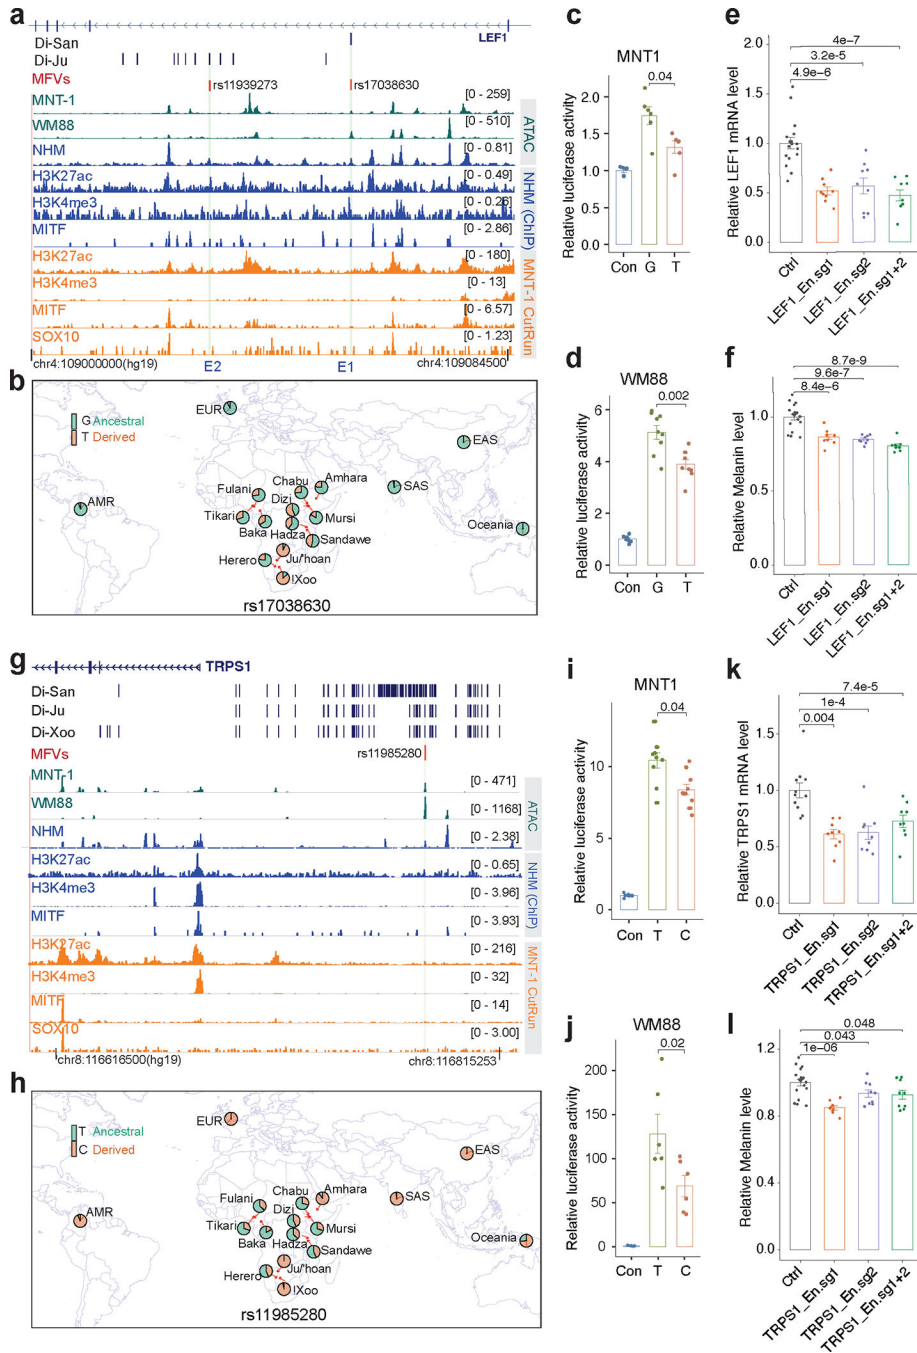 a
LEF1
Di-San
Di-Ju
MFVs
rs11939273
rs17038630
MNT-1
[0 - 259)
WM88
[0 - 510]
NHM
[0 - 0.81]
H3K27ac
[0 - 0.49]
H3K4me3
[0 - 0.26]
MITF
[0 - 2.86]
H3K27ac
[0 - 180]
H3K4me3
[0 - 13]
MITF
[0 - 6.57]
SOX10
[0 - 1.23]
ATAC
NHM (ChIP)
MNT-1 CutRun
chr4:109000000(hg19)
E2
E1
chr4:109084500]
b
G Ancestral
T Derived
EUR
EAS
AMR
SAS
Oceania
Fulani
Chabu
Amhara
Dizi
Tikari
Mursi
Baka
Hadza
Sandawe
Herero
Ju/'hoan
!Xoo
rs17038630
c
MNT1
0.04
Relative luciferase activity
2.0
1.5
1.0
0.5
0.0
Con G T
d
WM88
0.002
Relative luciferase activity
6
4
2
0
Con G T
e
4e−7
3.2e-5
4.9e−6
Relative LEF1 mRNA level
2.0
1.5
1.0
0.5
0.0
Ctrl
LEF1_En.sg1
LEF1_En.sg2
LEF1_En.sg1+2
f
8.7e-9
9.6e-7
8.4e−6
Relative Melanin level
1.0
0.5
0.0
Ctrl
LEF1_En.sg1
LEF1_En.sg2
LEF1_En.sg1+2
g
TRPS1
Di-San
Di-Ju
Di-Xoo
MFVs
rs11985280
MNT-1
[0 - 471]
WM88
[0 - 1168]
NHM
[0 - 2.38]
H3K27ac
[0 - 0.65]
H3K4me3
[0 - 3.96]
MITF
[0 - 3.93]
H3K27ac
[0 - 216]
H3K4me3
[0 - 32]
MITF
[0 - 14]
SOX10
[0 - 3.00]
ATAC
NHM (ChIP)
MNT-1 CutRun
chr8:116616500(hg19)
chr8:116815253
h
T Ancestral
C Derived
EUR
EAS
AMR
SAS
Oceania
Fulani
Chabu
Amhara
Dizi
Tikari
Mursi
Baka
Hadza
Sandawe
Herero
Ju/'hoan
!Xoo
rs11985280
i
MNT1
0.04
Relative luciferase activity
10
5
0
Con T C
j
WM88
0.02
Relative luciferase activity
200
150
100
50
0
Con T C
k
7.4e-5
1e-4
0.004
Relative TRPS1 mRNA level
1.5
1.0
0.5
0.0
Ctrl
TRPS1_En.sg1
TRPS1_En.sg2
TRPS1_En.sg1+2
l
0.048
0.043
1e−06
Relative Melanin levle
1.2
0.8
0.4
0.0
Ctrl
TRPS1_En.sg1
TRPS1_En.sg2
TRPS1_En.sg1+2